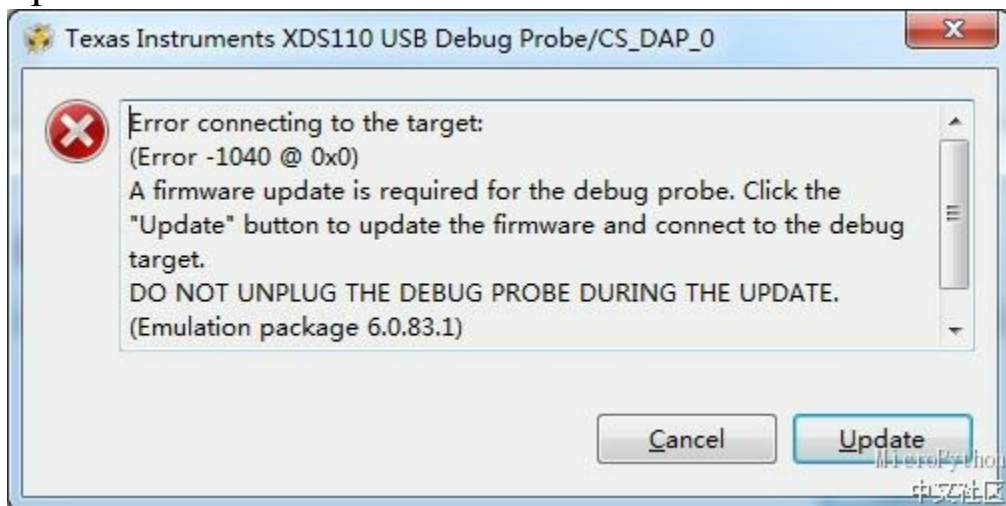 Texas Instruments XDS110 USB Debug Probe/CS_DAP_0
Error connecting to the target:
(Error -1040 @ 0x0)
A firmware update is required for the debug probe. Click the
"Update" button to update the firmware and connect to the debug
target.
DO NOT UNPLUG THE DEBUG PROBE DURING THE UPDATE.
(Emulation package 6.0.83.1)
Cancel Update
MicroPython
中文社区